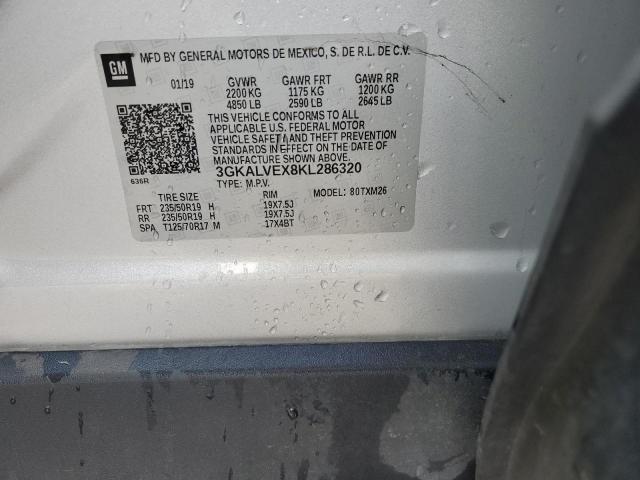 GM
MFD BY GENERAL MOTORS DE MEXICO, S. DE R.L. DE C.V.
01/19 GVWR GAWR FRT GAWR RR
2200 KG 1175 KG 1200 KG
4850 LB 2590 LB 2645 LB
THIS VEHICLE CONFORMS TO ALL
APPLICABLE U.S. FEDERAL MOTOR
VEHICLE SAFETY AND THEFT PREVENTION
STANDARDS IN EFFECT ON THE DATE OF
MANUFACTURE SHOWN ABOVE.
636R
3GKALVEX8KL286320
TYPE: M.P.V. MODEL: 80TXM26
TIRE SIZE RIM
FRT 235/50R19 H 19X7.5J
RR 235/50R19 H 19X7.5J
SPA T125/70R17 M 17X4BT